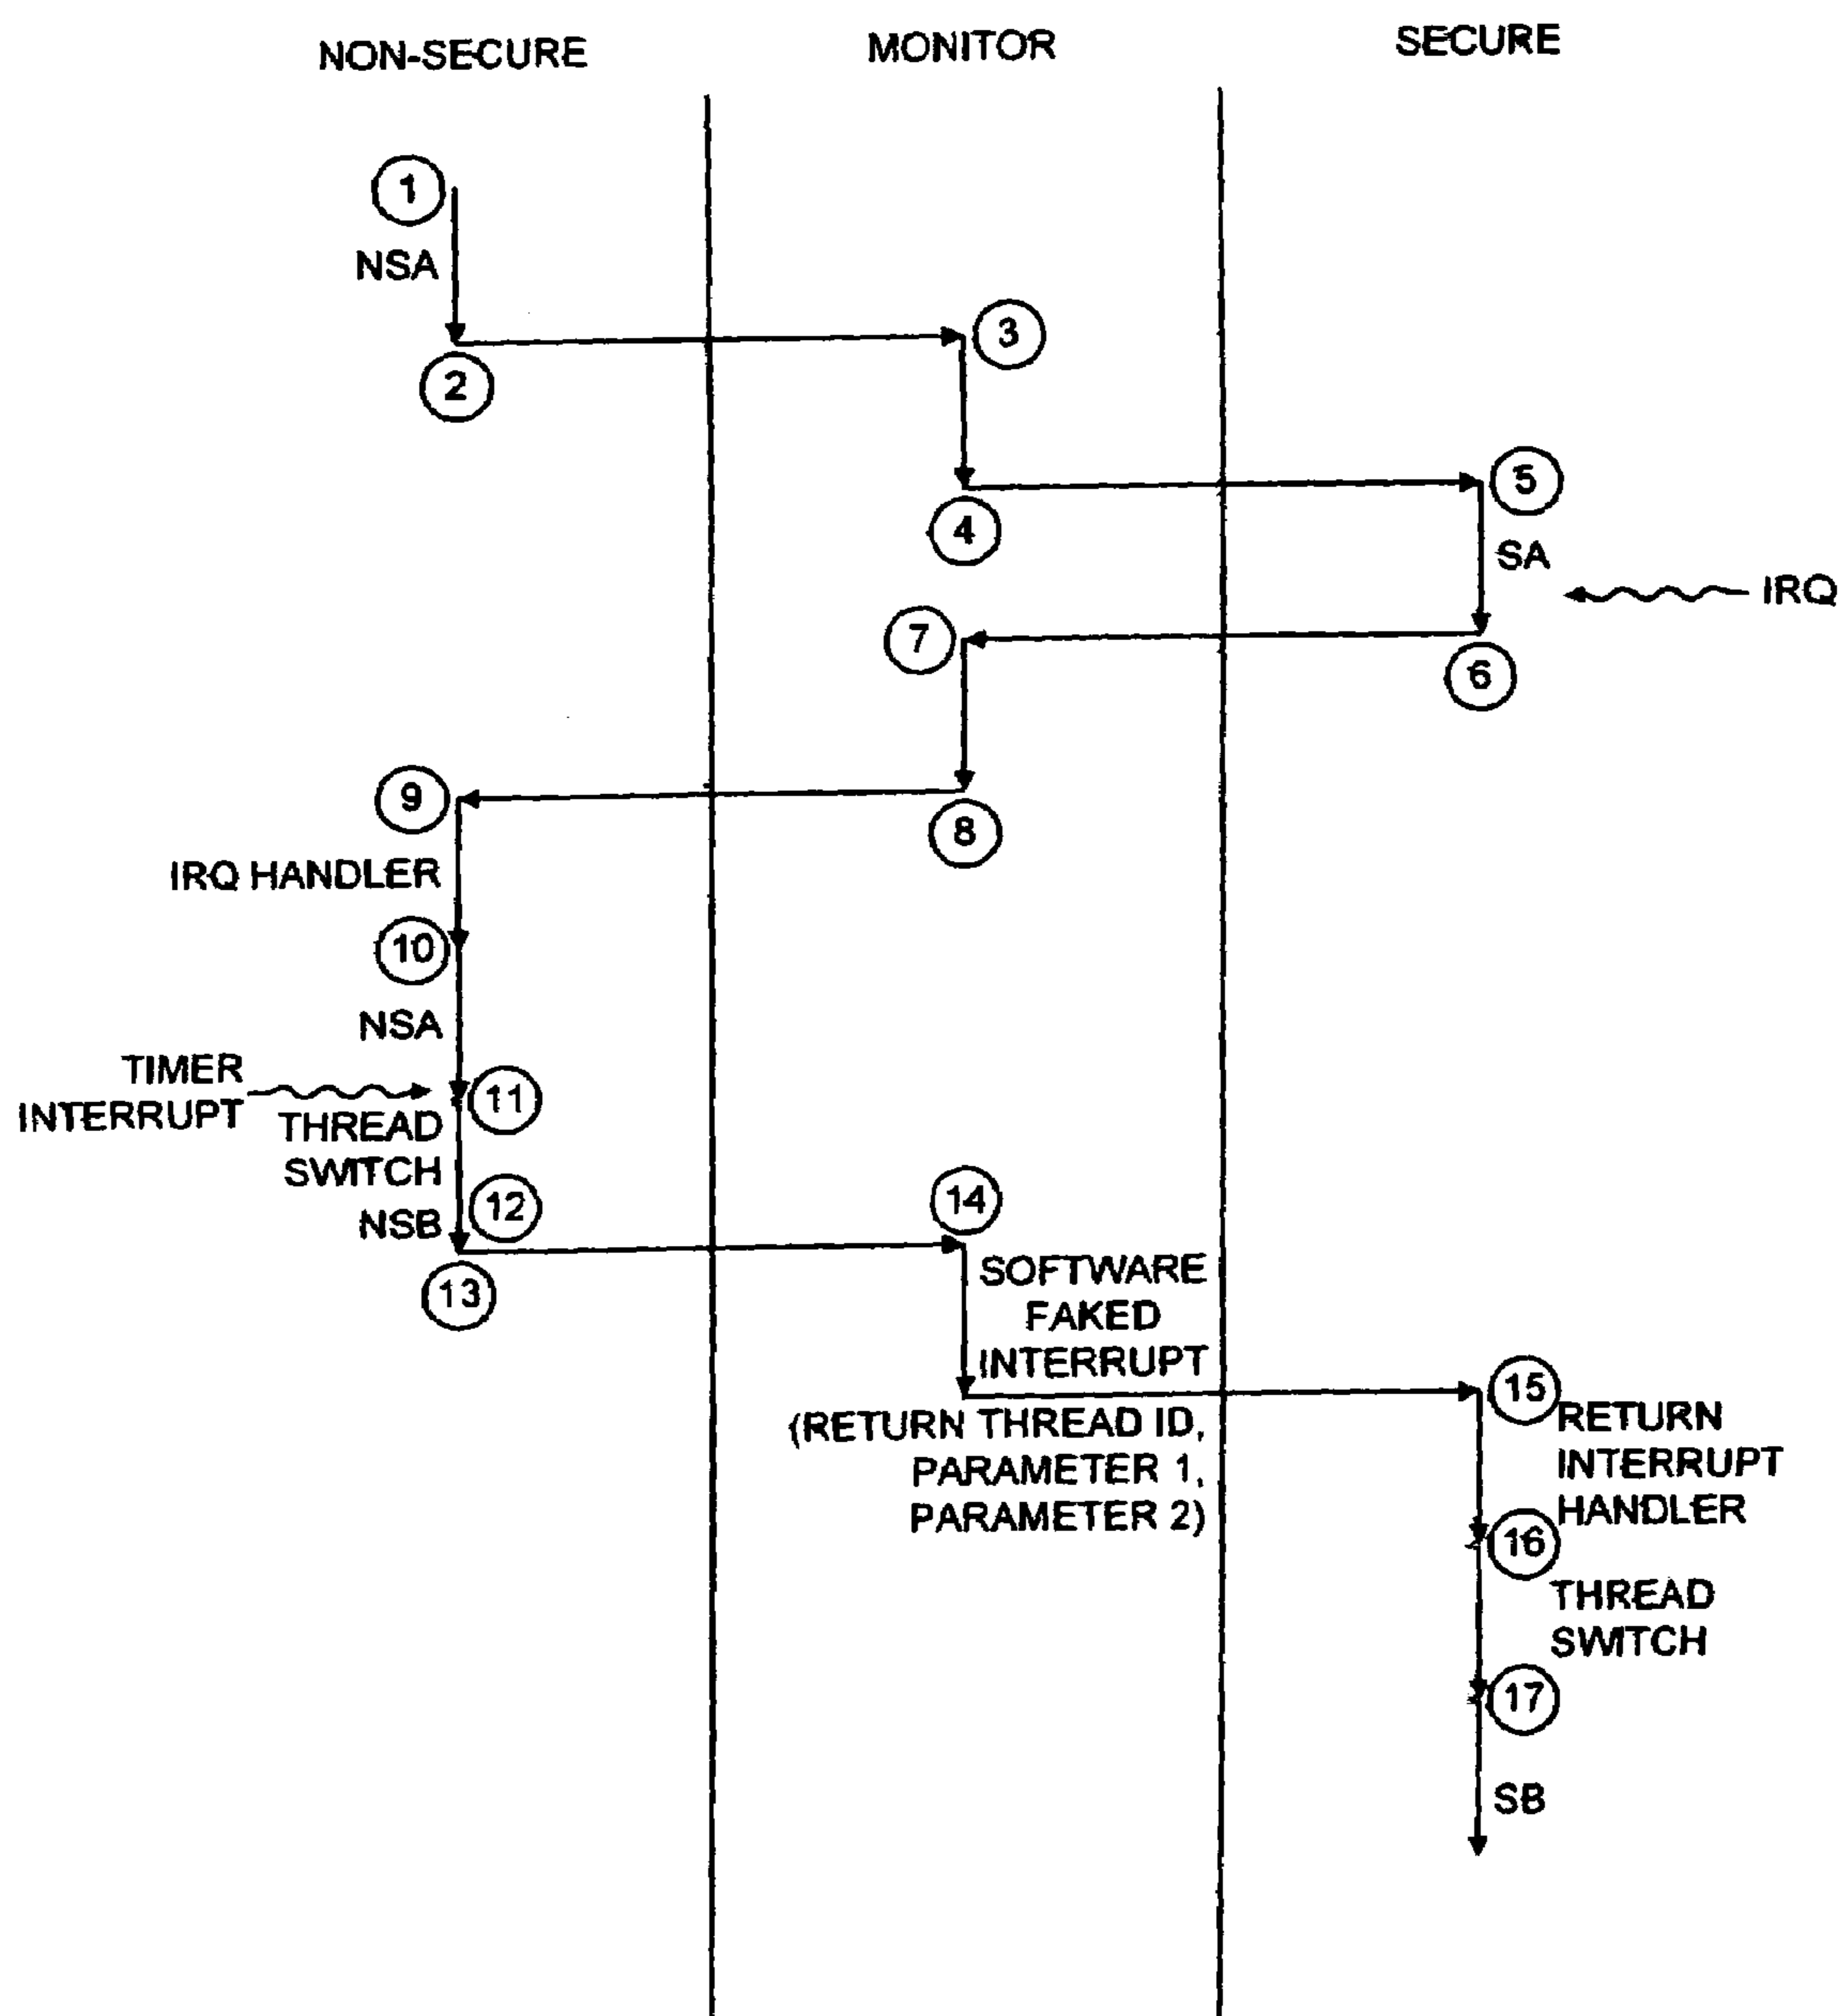 NON-SECURE
MONITOR
SECURE
1
NSA
2
3
4
5
SA
IRQ
6
7
8
9
IRQ HANDLER
10
NSA
TIMER
INTERRUPT
11
THREAD
SWITCH
12
NSB
13
14
SOFTWARE
FAKED
INTERRUPT
(RETURN THREAD ID,
PARAMETER 1,
PARAMETER 2)
15
RETURN
INTERRUPT
HANDLER
16
THREAD
SWITCH
17
SB